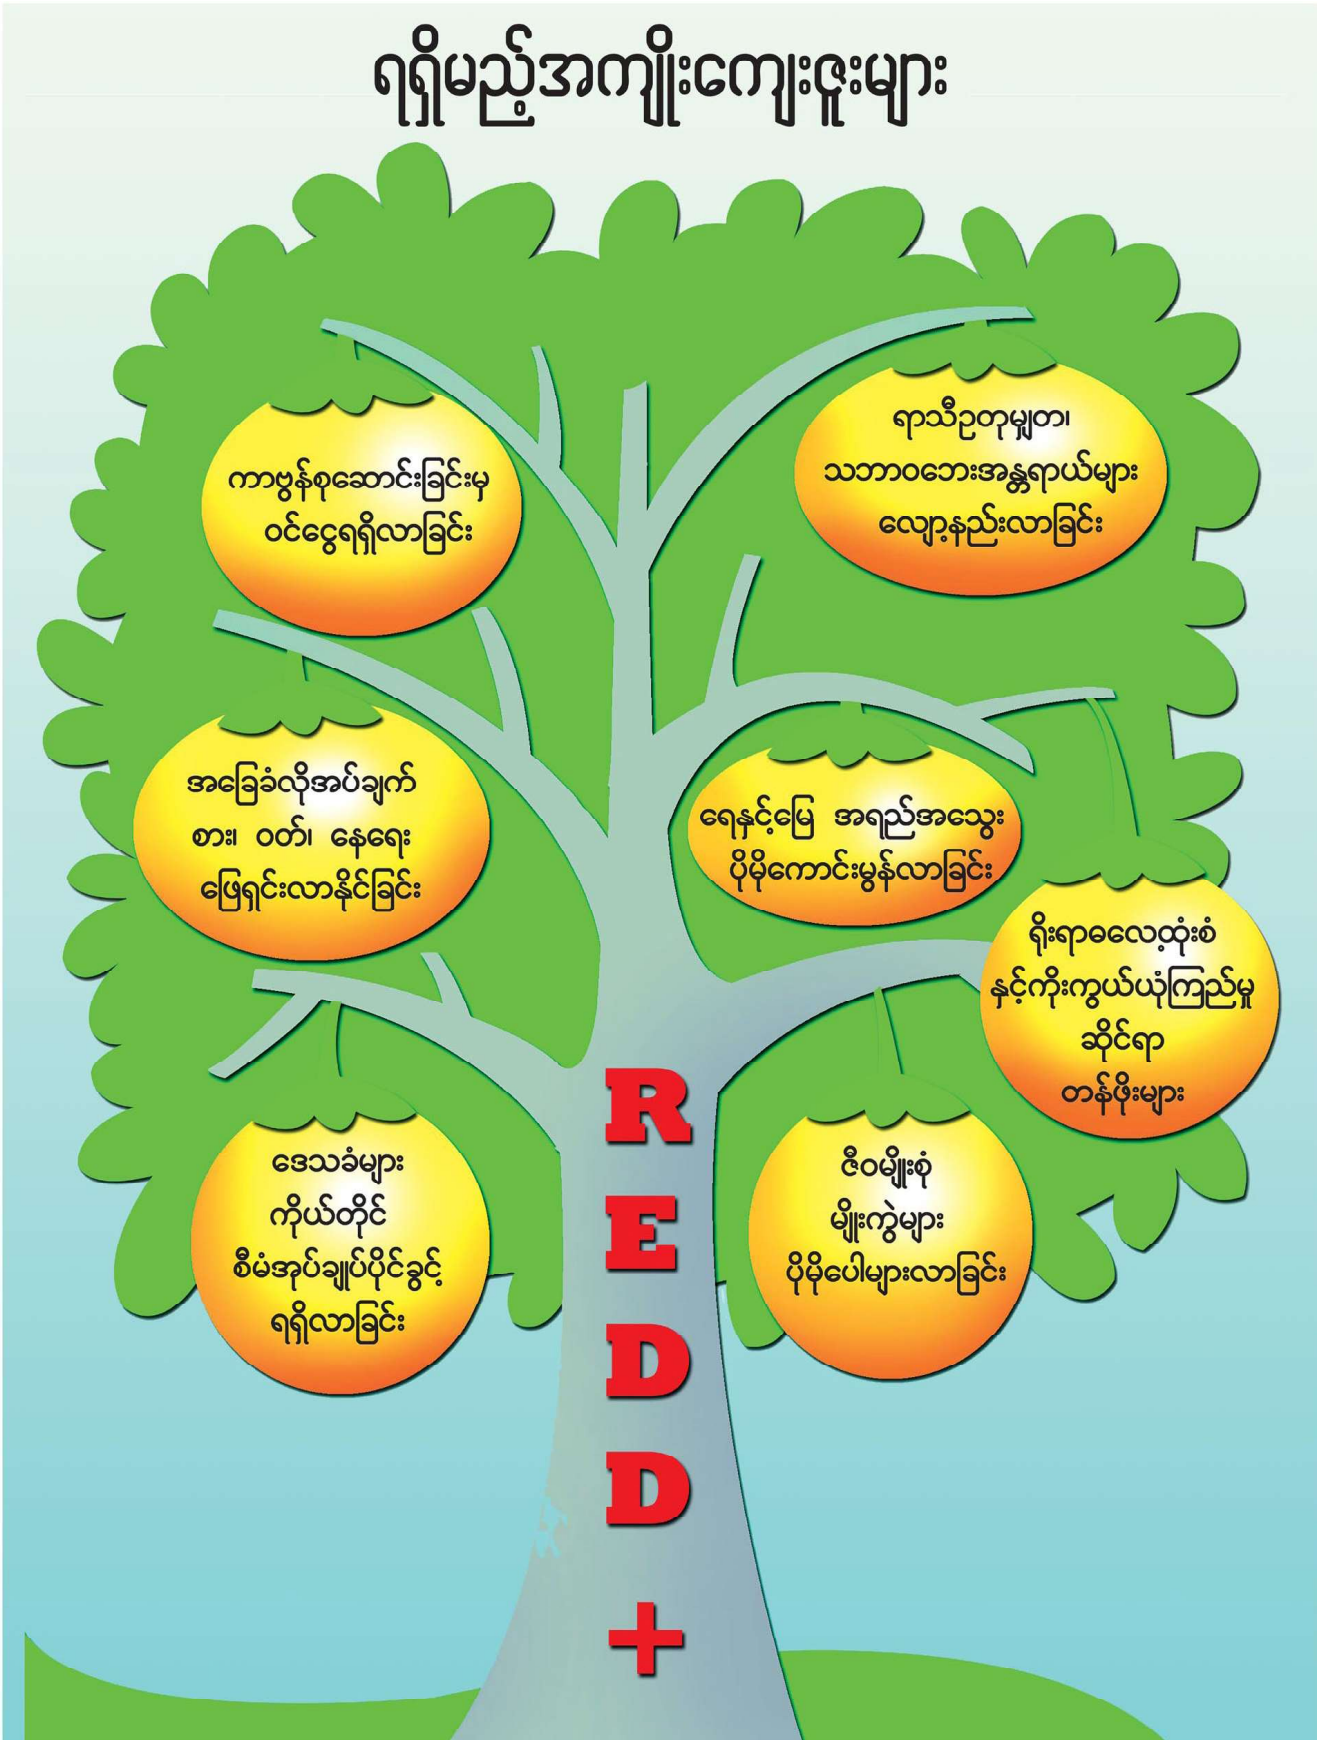 ရရှိမည့်အကျိုးကျေးဇူးများ
ကာဗွန်စုဆောင်းခြင်းမှ
ဝင်ငွေရရှိလာခြင်း
ရာသီဥတုမျှတ၊
သဘာဝဘေးအန္တရာယ်များ
လျော့နည်းလာခြင်း
အခြေခံလိုအပ်ချက်
စား၊ ဝတ်၊ နေရေး
ဖြေရှင်းလာနိုင်ခြင်း
ရေနှင့်မြေ အရည်အသွေး
ပိုမိုကောင်းမွန်လာခြင်း
ရိုးရာဓလေ့ထုံးစံ
နှင့်ကိုးကွယ်ယုံကြည်မှု
ဆိုင်ရာ
တန်ဖိုးများ
ဒေသခံများ
ကိုယ်တိုင်
စီမံအုပ်ချုပ်ပိုင်ခွင့်
ရရှိလာခြင်း
ဇီဝမျိုးစုံ
မျိုးကွဲများ
ပိုမိုပေါများလာခြင်း
R
E
D
D
+